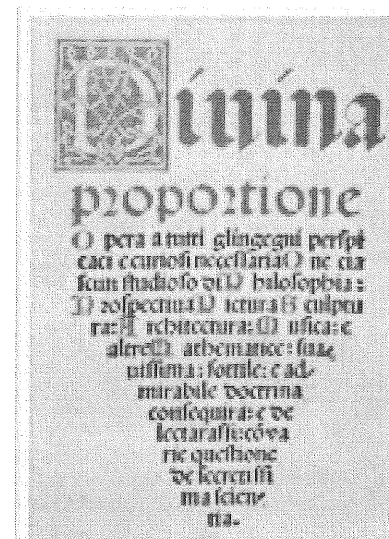 Diuina
proportione
Opera a tutti glingegni perspi
caci e curiosi necessaria Oue cia
scun studioso di Philosophia:
Prospectiua Pictura Sculptu
ra: Architectura: Musica: e
altre Mathematice: sua
uissima: sottile: e ad
mirabile doctrina
consequira: e de
lectarassi: cõ va
rie questione
de secretissi
ma scien
tia.